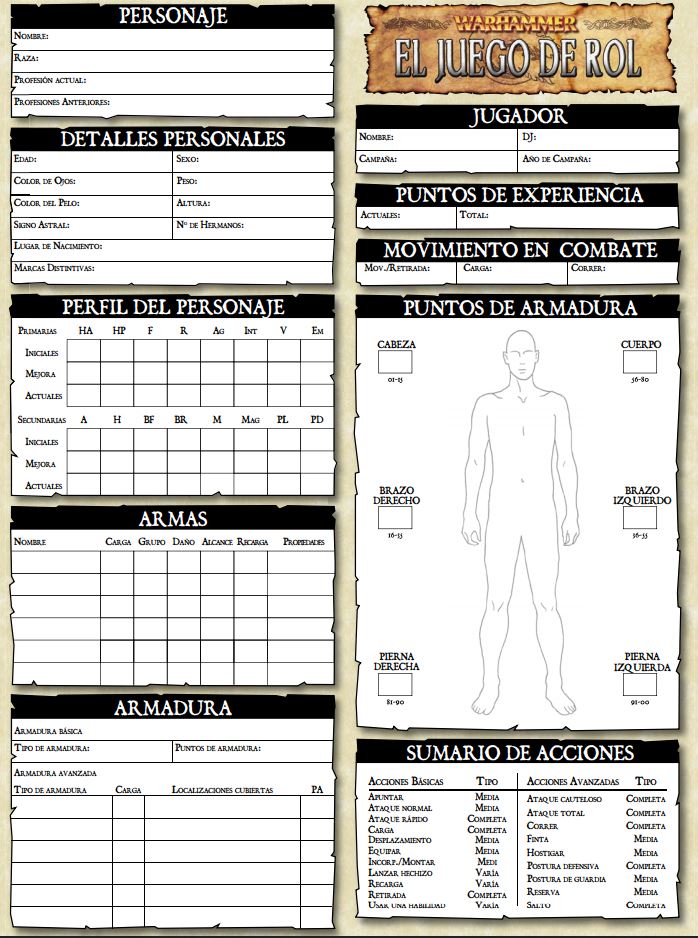 PERSONAJE
NOMBRE:
RAZA:
PROFESIÓN ACTUAL:
PROFESIONES ANTERIORES:
DETALLES PERSONALES
EDAD: SEXO:
COLOR DE OJOS: PESO:
COLOR DEL PELO: ALTURA:
SIGNO ASTRAL: Nº DE HERMANOS:
LUGAR DE NACIMIENTO:
MARCAS DISTINTIVAS:
PERFIL DEL PERSONAJE
PRIMARIAS HA HP F R AG INT V EM
INICIALES
MEJORA
ACTUALES
SECUNDARIAS A H BF BR M MAG PL PD
INICIALES
MEJORA
ACTUALES
ARMAS
NOMBRE CARGA GRUPO DAÑO ALCANCE RECARGA PROPIEDADES
ARMADURA
ARMADURA BÁSICA
TIPO DE ARMADURA: PUNTOS DE ARMADURA:
ARMADURA AVANZADA
TIPO DE ARMADURA CARGA LOCALIZACIONES CUBIERTAS PA
WARHAMMER
EL JUEGO DE ROL
JUGADOR
NOMBRE: DJ:
CAMPAÑA: AÑO DE CAMPAÑA:
PUNTOS DE EXPERIENCIA
ACTUALES: TOTAL:
MOVIMIENTO EN COMBATE
MOV./RETIRADA: CARGA: CORRER:
PUNTOS DE ARMADURA
CABEZA
01-15
CUERPO
56-80
BRAZO
DERECHO
16-35
BRAZO
IZQUIERDO
36-55
PIERNA
DERECHA
81-90
PIERNA
IZQUIERDA
91-00
SUMARIO DE ACCIONES
ACCIONES BÁSICAS TIPO
APUNTAR MEDIA
ATAQUE NORMAL MEDIA
ATAQUE RÁPIDO COMPLETA
CARGA COMPLETA
DESPLAZAMIENTO MEDIA
EQUIPAR MEDIA
INCORP./MONTAR MEDI
LANZAR HECHIZO VARÍA
RECARGA VARÍA
RETIRADA COMPLETA
USAR UNA HABILIDAD VARÍA
ACCIONES AVANZADAS TIPO
ATAQUE CAUTELOSO COMPLETA
ATAQUE TOTAL COMPLETA
CORRER COMPLETA
FINTA MEDIA
HOSTIGAR MEDIA
POSTURA DEFENSIVA COMPLETA
POSTURA DE GUARDIA MEDIA
RESERVA MEDIA
SALTO COMPLETA